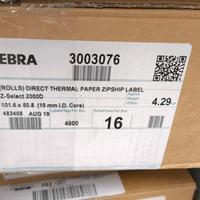 EBRA
3003076
(ROLLS) DIRECT THERMAL PAPER ZIPSHIP LABEL
Z-Select 2000D
101.6 x 50.8 (19 mm I.D. Core)
483408 AUG 19
4800
16
4.29